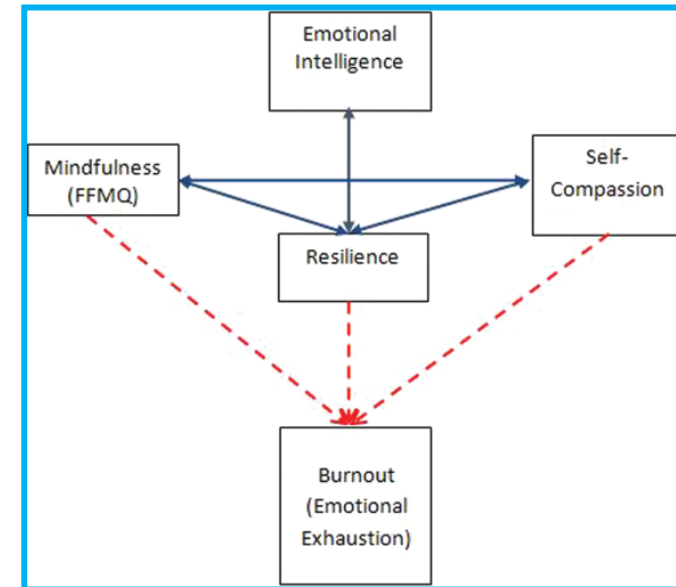 Emotional
Intelligence
Mindfulness
(FFMQ)
Self-
Compassion
Resilience
Burnout
(Emotional
Exhaustion)